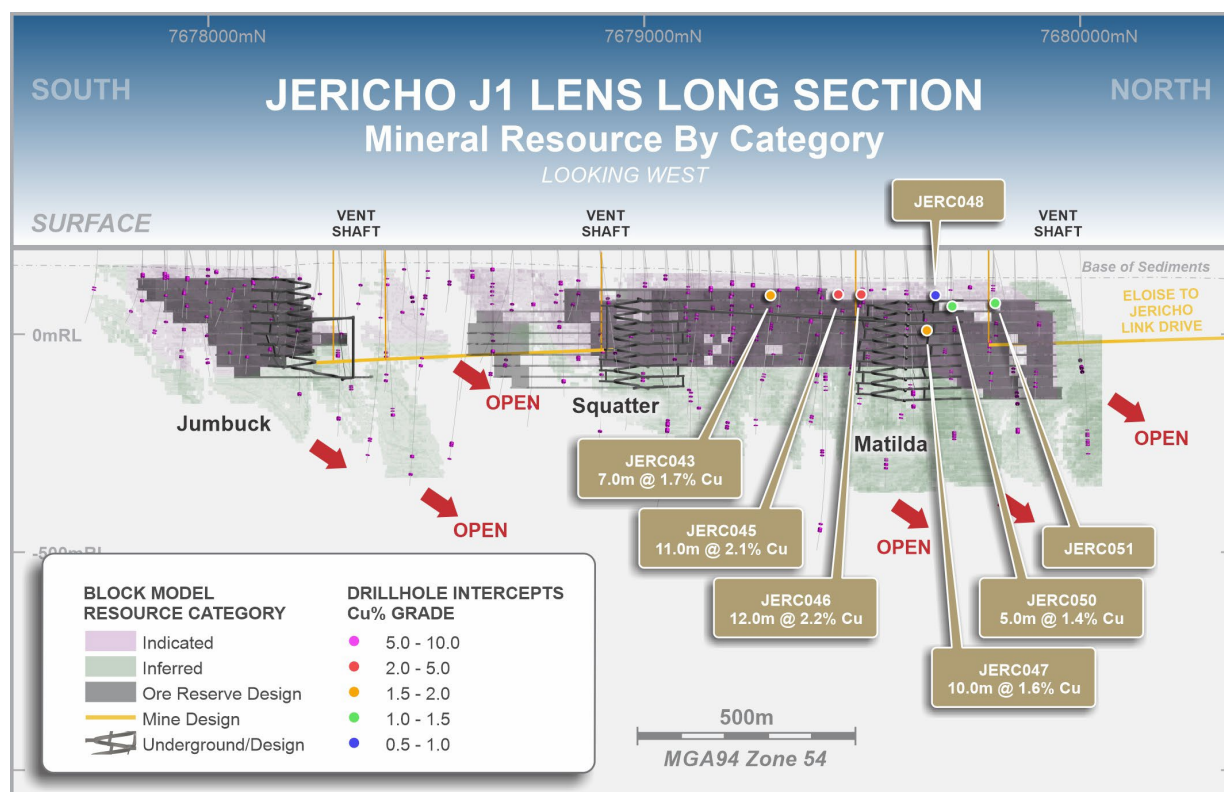 7678000mN
7679000mN
7680000mN
SOUTH
JERICHO J1 LENS LONG SECTION
NORTH
Mineral Resource By Category
LOOKING WEST
JERC048
SURFACE
VENT
SHAFT
VENT
SHAFT
VENT
SHAFT
Base of Sediments
ELOISE TO
JERICHO
LINK DRIVE
0mRL
OPEN
Jumbuck
Squatter
Matilda
OPEN
JERC043
7.0m @ 1.7% Cu
OPEN
JERC045
11.0m @ 2.1% Cu
OPEN
JERC051
-500mRL
JERC046
12.0m @ 2.2% Cu
JERC050
5.0m @ 1.4% Cu
JERC047
10.0m @ 1.6% Cu
BLOCK MODEL
RESOURCE CATEGORY
Indicated
Inferred
Ore Reserve Design
Mine Design
Underground/Design
DRILLHOLE INTERCEPTS
Cu% GRADE
5.0 - 10.0
2.0 - 5.0
1.5 - 2.0
1.0 - 1.5
0.5 - 1.0
500m
MGA94 Zone 54